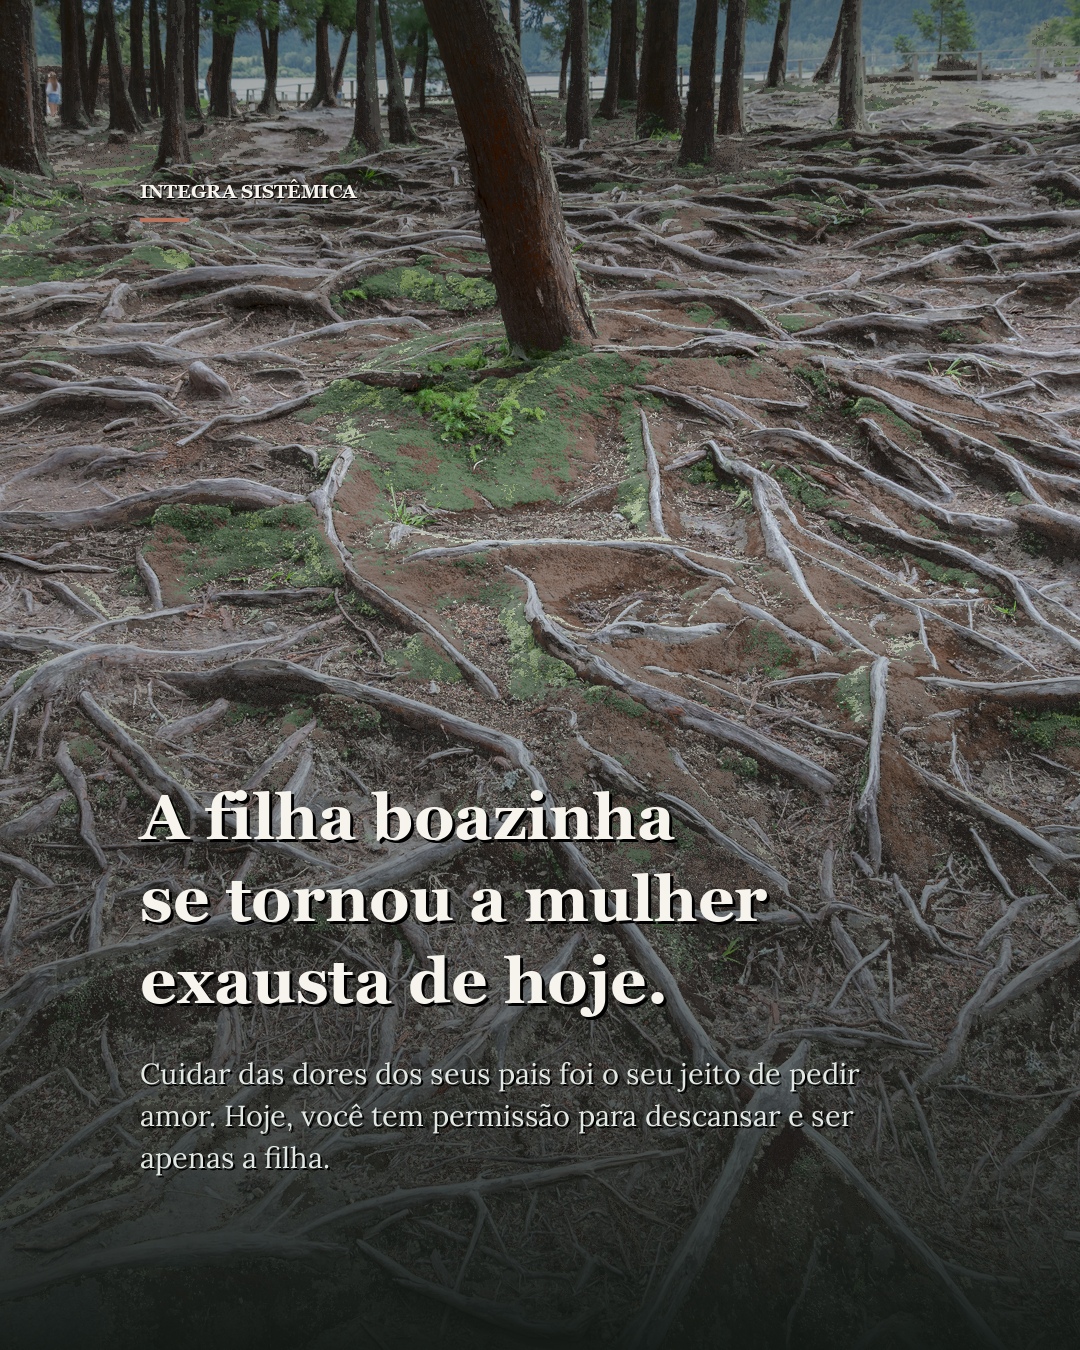 INTEGRA SISTÊMICA
A filha boazinha
se tornou a mulher
exausta de hoje.
Cuidar das dores dos seus pais foi o seu jeito de pedir
amor. Hoje, você tem permissão para descansar e ser
apenas a filha.